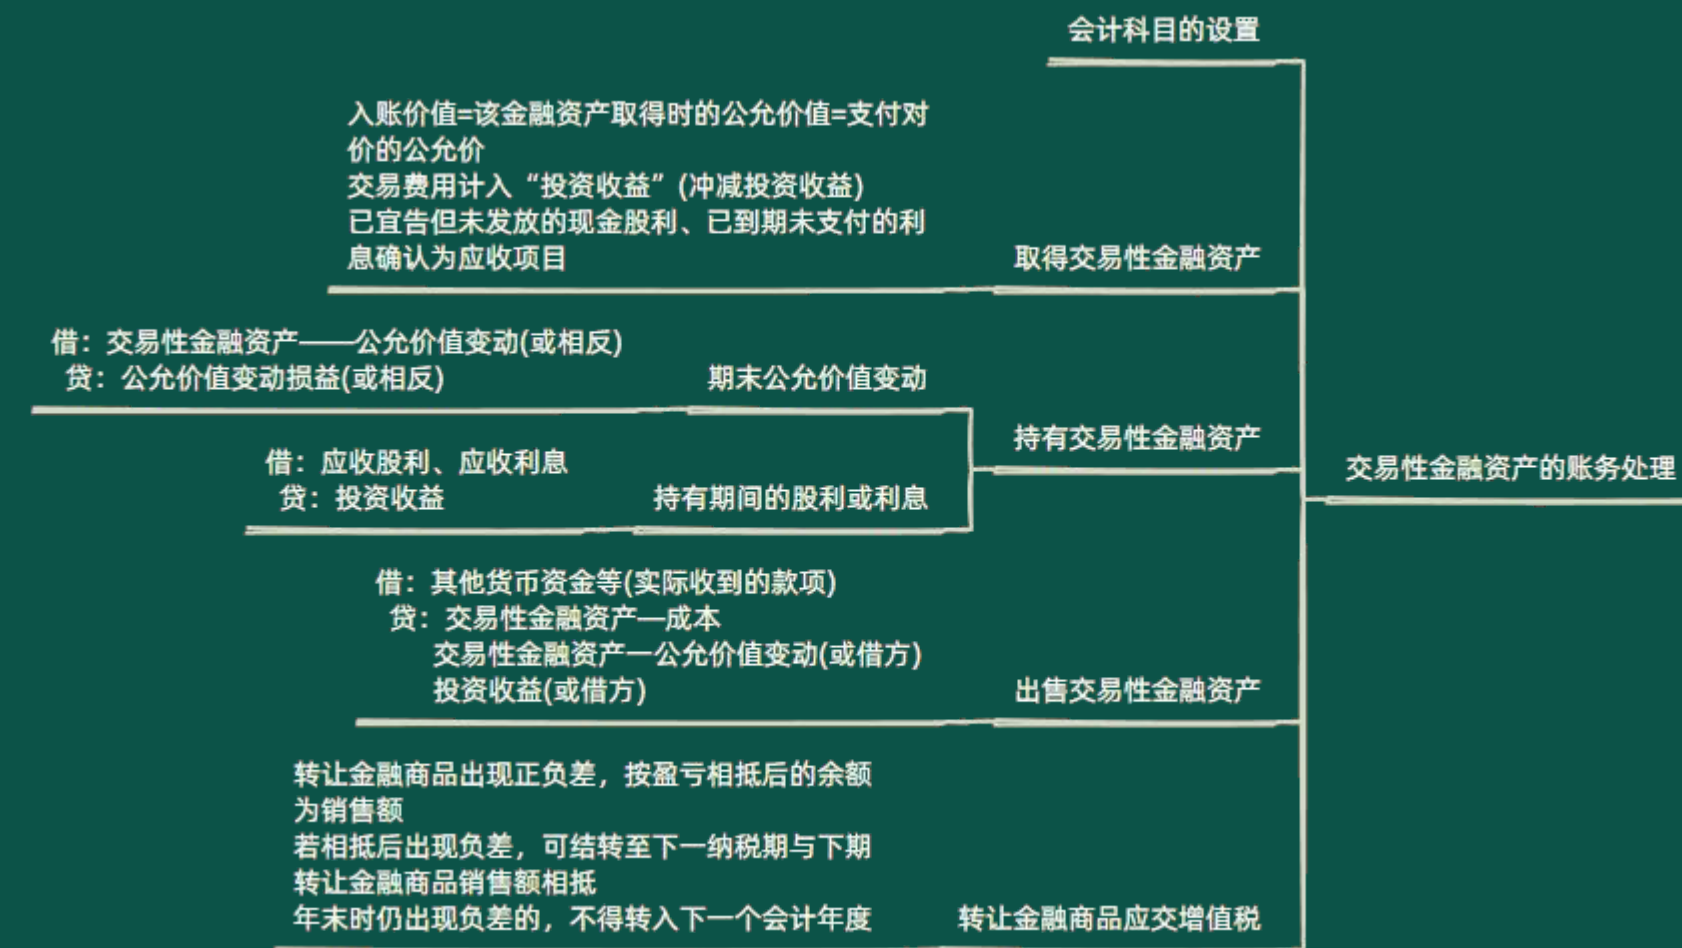 会计科目的设置
入账价值=该金融资产取得时的公允价值=支付对
价的公允价
交易费用计入“投资收益”(冲减投资收益)
已宜告但未发放的现金股利、已到期未支付的利
息确认为应收项目
取得交易性金融资产
借：交易性金融资产——公允价值变动(或相反)
贷：公允价值变动损益(或相反)
期末公允价值变动
持有交易性金融资产
借：应收股利、应收利息
贷：投资收益
持有期间的股利或利息
交易性金融资产的账务处理
借：其他货币资金等(实际收到的款项)
贷：交易性金融资产—成本
交易性金融资产一公允价值变动(或借方)
投资收益(或借方)
出售交易性金融资产
转让金融商品出现正负差，按盈亏相抵后的余额
为销售额
若相抵后出现负差，可结转至下一纳税期与下期
转让金融商品销售额相抵
年末时仍出现负差的，不得转入下一个会计年度
转让金融商品应交增值税